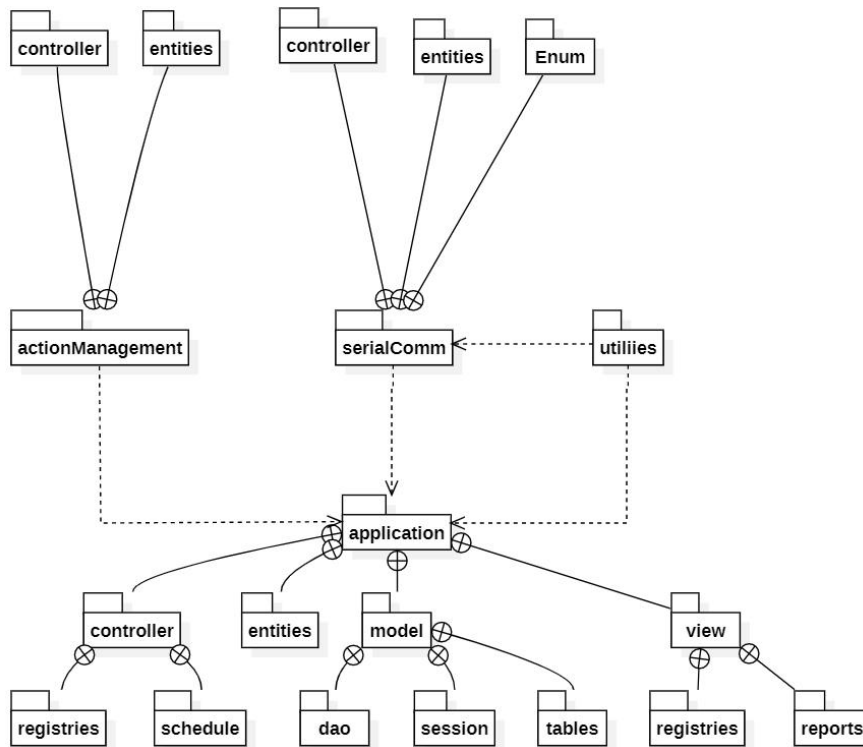 controller
entities
controller
entities
Enum
actionManagement
serialComm
utiliies
application
controller
entities
model
view
registries
schedule
dao
session
tables
registries
reports